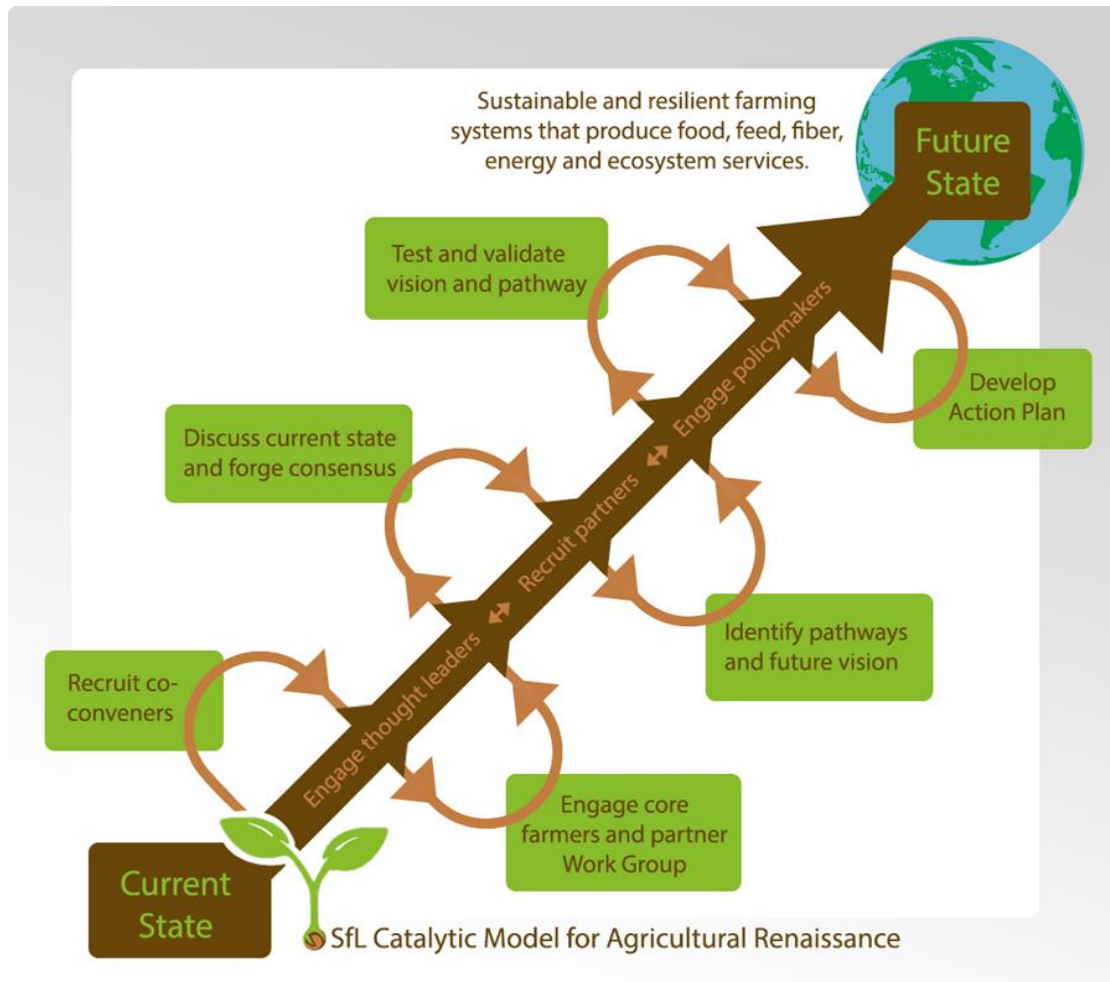 Sustainable and resilient farming
systems that produce food, feed, fiber,
energy and ecosystem services.
Future
State
Test and validate
vision and pathway
Engage policymakers
Develop
Action Plan
Discuss current state
and forge consensus
Recruit partners
Identify pathways
and future vision
Recruit co-
conveners
Engage thought leaders
Engage core
farmers and partner
Work Group
Current
State
SfL Catalytic Model for Agricultural Renaissance